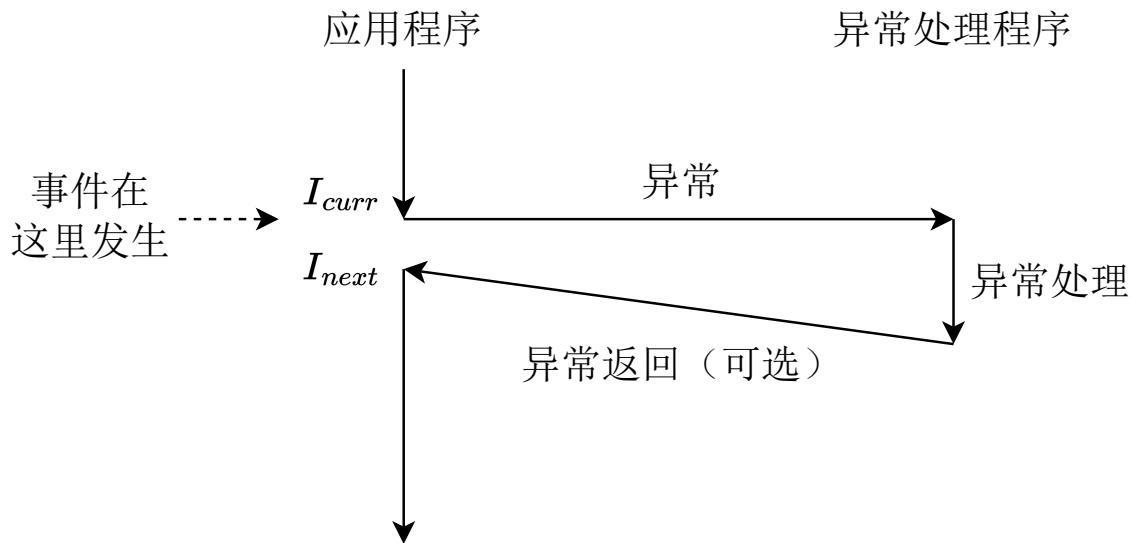 应用程序
异常处理程序
异常
事件在
这里发生
I_curr
I_next
异常处理
异常返回（可选）